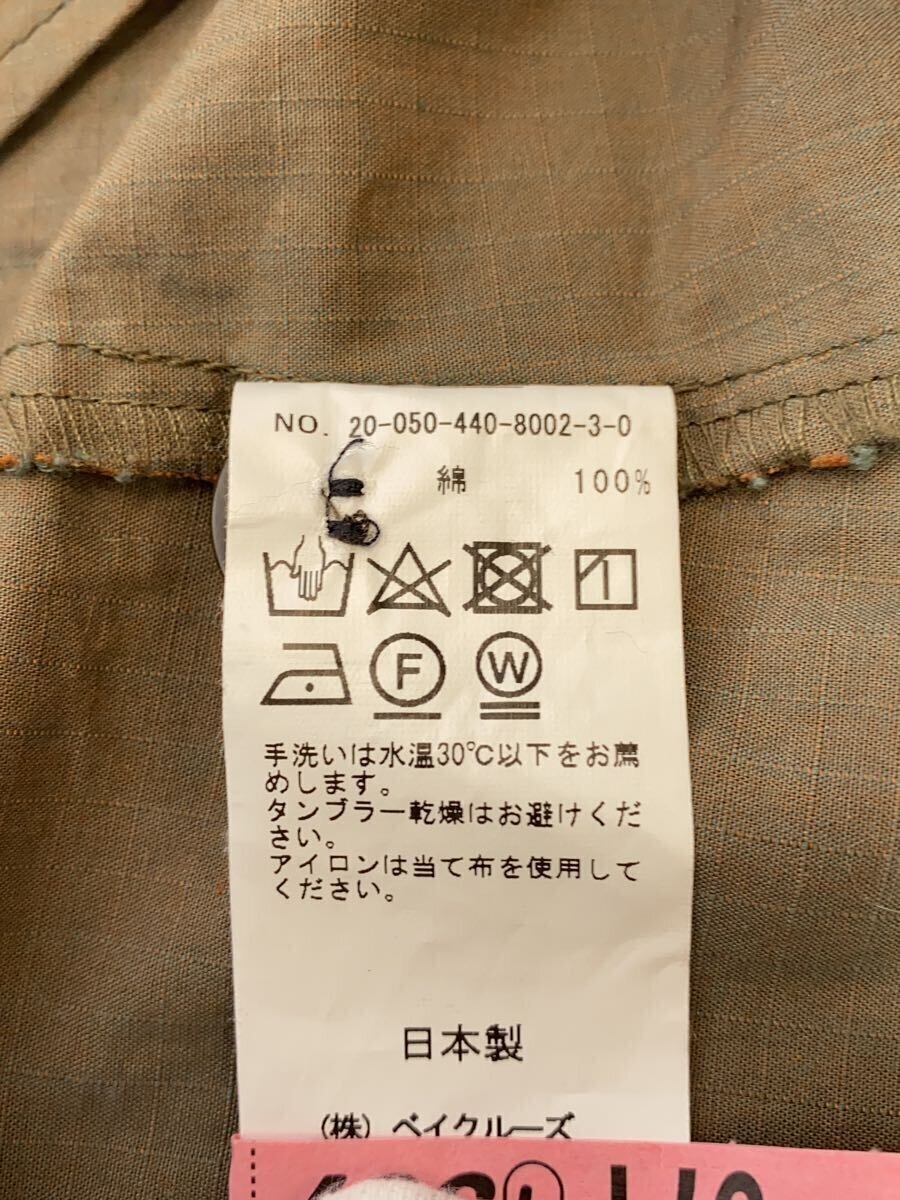 NO. 20-050-440-8002-3-0
綿 100%
F W
手洗いは水温30℃以下をお薦
めします。
タンブラー乾燥はお避けくだ
さい。
アイロンは当て布を使用して
ください。
日本製
(株) ベイクルーズ